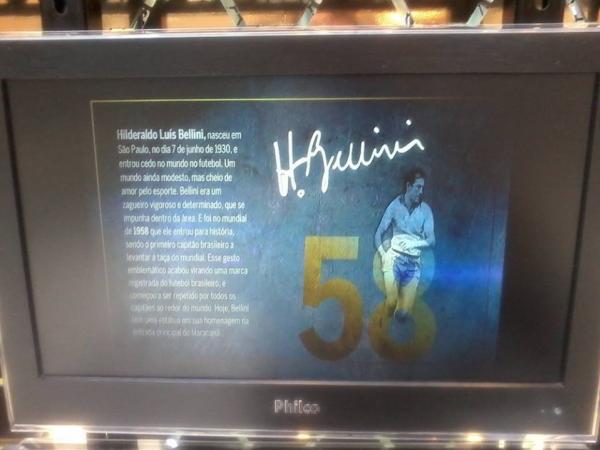 Hilderaldo Luís Bellini, nasceu em
São Paulo, no dia 7 de junho de 1930, e
entrou cedo no mundo no futebol. Um
mundo ainda modesto, mas cheio de
amor pelo esporte. Bellini era um
zagueiro vigoroso e determinado, que se
impunha dentro da área. E foi no mundial
de 1958 que ele entrou para história,
sendo o primeiro capitão brasileiro a
levantar a taça do mundial. Esse gesto
emblemático acabou virando uma marca
registrada do futebol brasileiro, e
começou a ser repetido por todos os
capitães ao redor do mundo. Hoje, Bellini
tem uma estátua em sua homenagem na
entrada principal do Maracanã.
H. Bellini
58
Philco